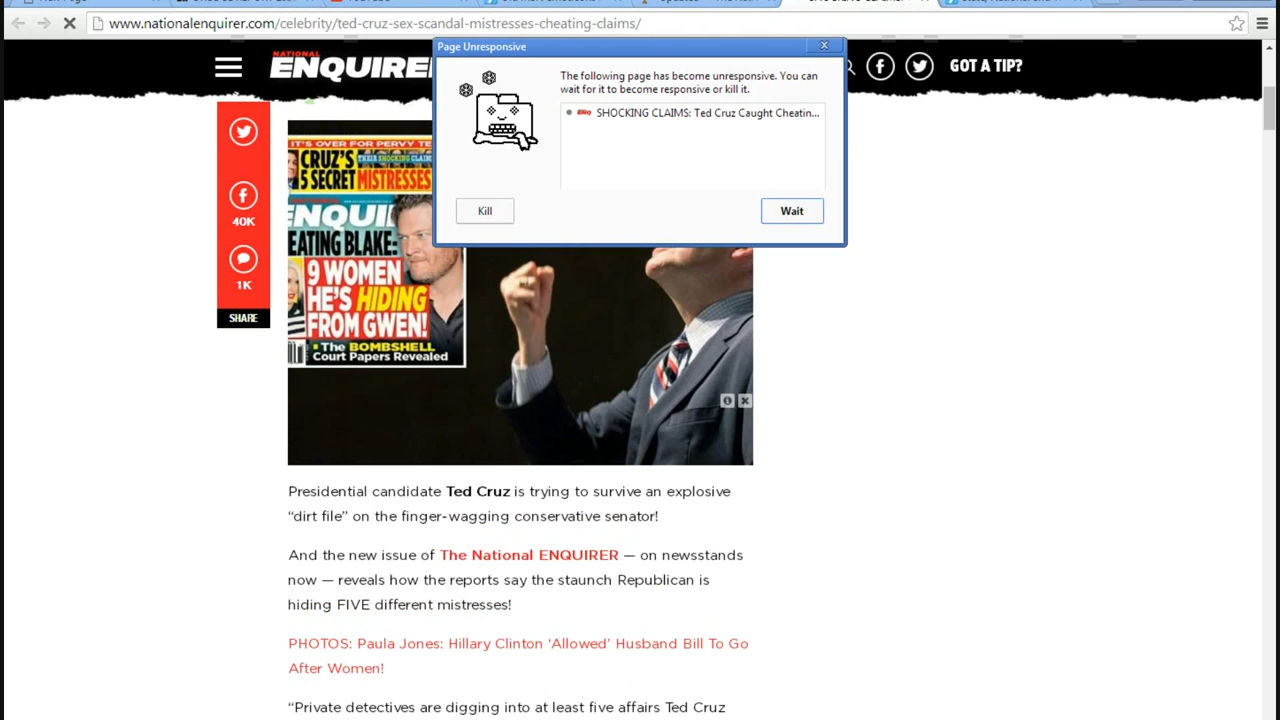 www.nationalenquirer.com/celebrity/ted-cruz-sex-scandal-mistresses-cheating-claims/
Page Unresponsive
The following page has become unresponsive. You can
wait for it to become responsive or kill it.
SHOCKING CLAIMS: Ted Cruz Caught Cheatin...
Kill
Wait
NATIONAL
ENQUIRER
GOT A TIP?
40K
1K
SHARE
IT'S OVER FOR PERVY TE
CRUZ'S
5 SECRET
THEIR SHOCKING CLAIM
MISTRESSES
ENQUI
EATING BLAKE:
9 WOMEN
HE'S HIDING
FROM GWEN!
The BOMBSHELL
Court Papers Revealed
Presidential candidate Ted Cruz is trying to survive an explosive
“dirt file” on the finger-wagging conservative senator!
And the new issue of The National ENQUIRER — on newsstands
now — reveals how the reports say the staunch Republican is
hiding FIVE different mistresses!
PHOTOS: Paula Jones: Hillary Clinton ‘Allowed’ Husband Bill To Go
After Women!
“Private detectives are digging into at least five affairs Ted Cruz